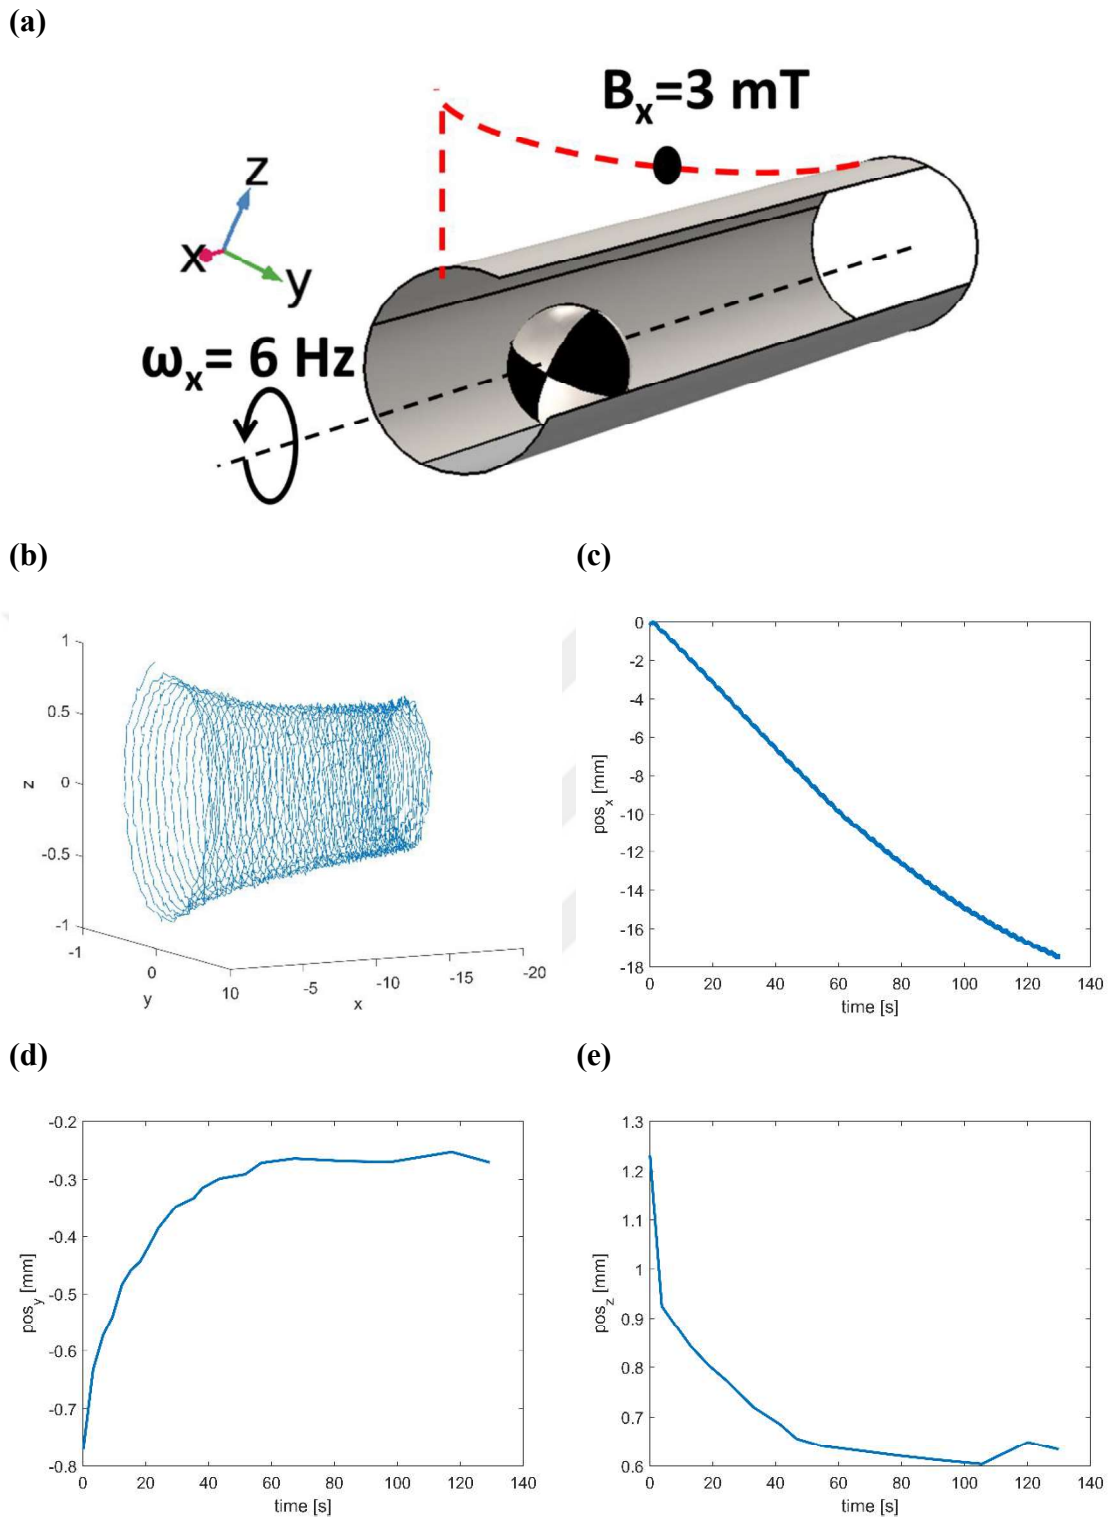 (a)
B_x=3 mT
z
x
y
ω_x= 6 Hz
(b)
(c)
1
0.5
0
-0.5
-1
z
-1
0
10
y
-5
-10
-15
-20
x
0
-2
-4
-6
-8
-10
-12
-14
-16
-18
pos_x [mm]
0 20 40 60 80 100 120 140
time [s]
(d)
(e)
-0.2
-0.3
-0.4
-0.5
-0.6
-0.7
-0.8
pos_y [mm]
0 20 40 60 80 100 120 140
time [s]
1.3
1.2
1.1
1
0.9
0.8
0.7
0.6
pos_z [mm]
0 20 40 60 80 100 120 140
time [s]